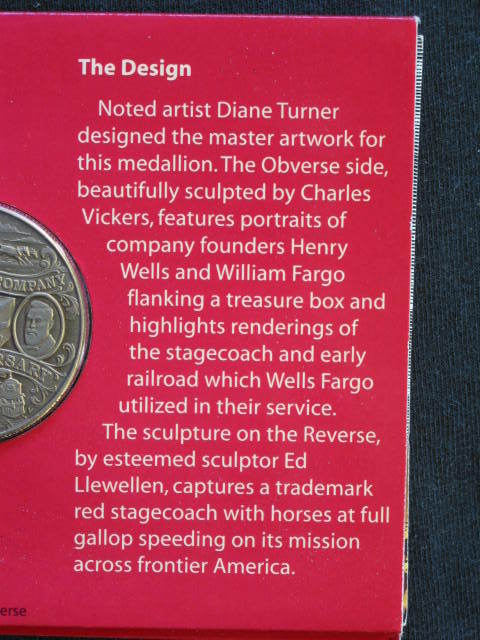 The Design
Noted artist Diane Turner
designed the master artwork for
this medallion. The Obverse side,
beautifully sculpted by Charles
Vickers, features portraits of
company founders Henry
Wells and William Fargo
flanking a treasure box and
highlights renderings of
the stagecoach and early
railroad which Wells Fargo
utilized in their service.
The sculpture on the Reverse,
by esteemed sculptor Ed
Llewellen, captures a trademark
red stagecoach with horses at full
gallop speeding on its mission
across frontier America.
COMPANY
0
ERSARY
erse